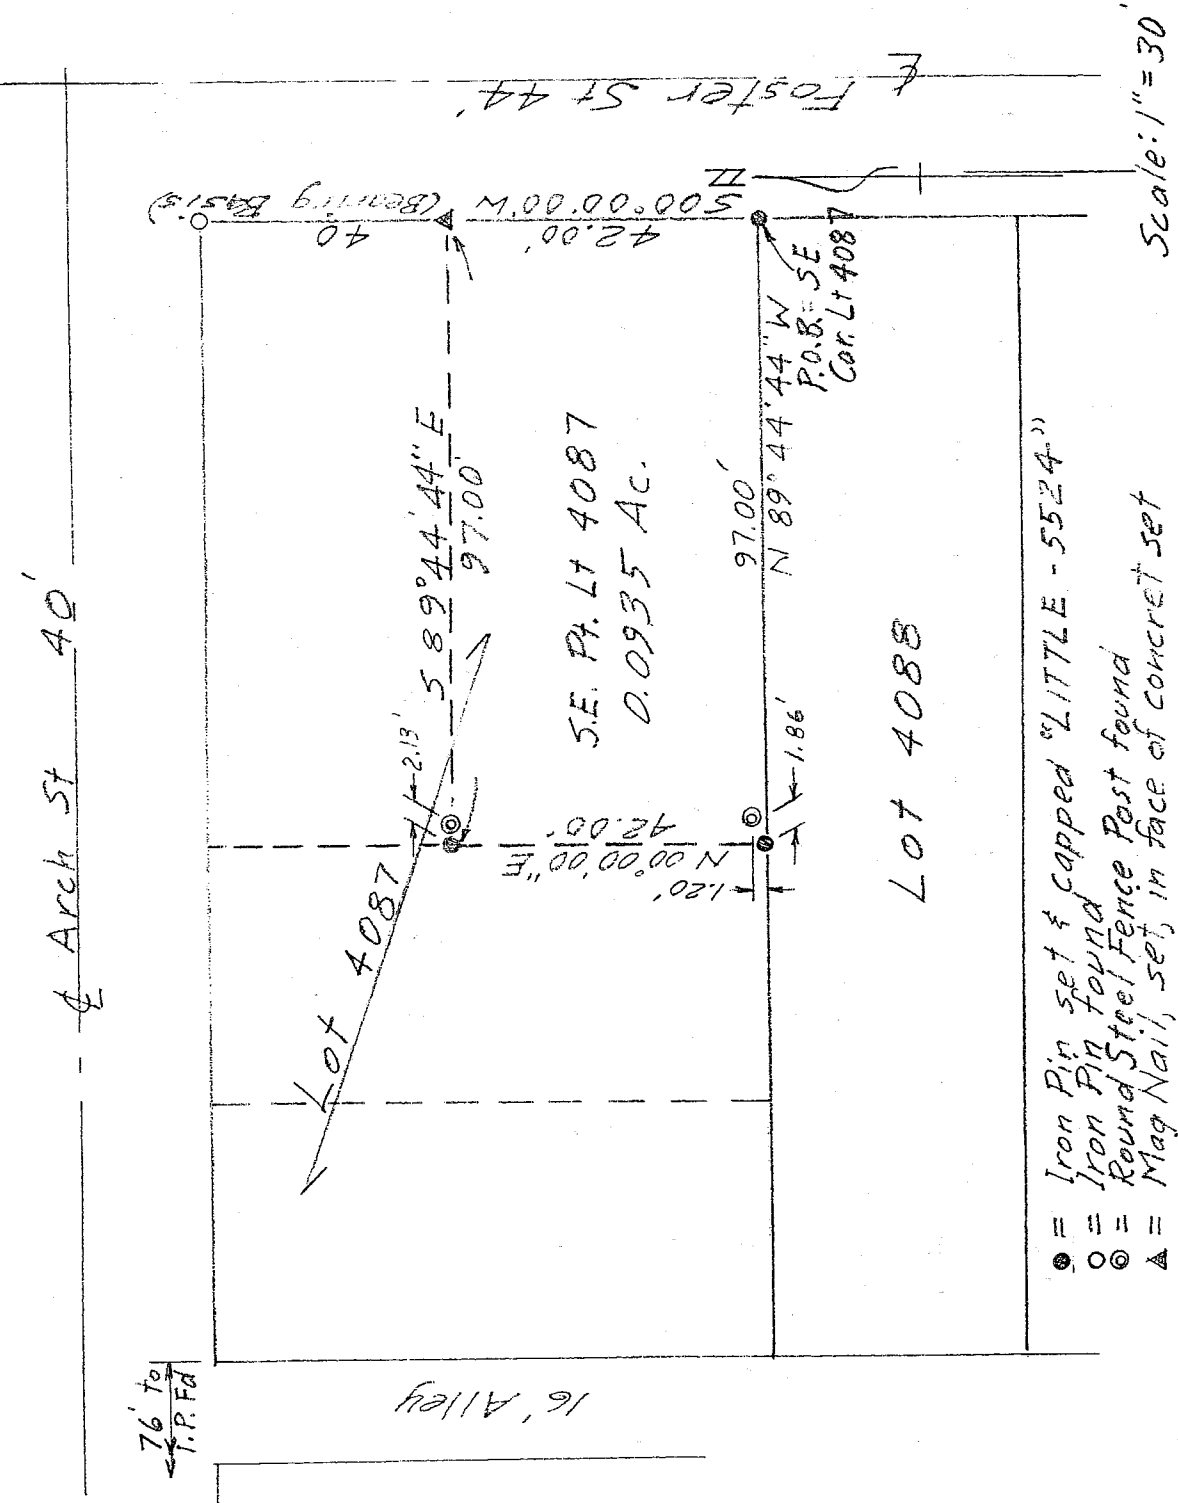 ℄ Arch St 40'
Foster St 44'
℄
S00°00'00"W (Bearing Basis)
40
42.00'
S 89°44'44" E
97.00'
2.13'
Lot 4087
S.E. Pt. Lt 4087
0.0935 Ac.
N 00°00'00"E
42.00'
1.20'
1.86'
97.00'
N 89°44'44" W
P.O.B.= SE
Cor. Lt 4087
Lot 4088
76' to
I.P. Fd
16' Alley
● = Iron Pin set & capped "LITTLE - 5524"
○ = Iron Pin found
◎ = Round Steel Fence Post found
▲ = Mag Nail, set, in face of concret set
Scale: 1" = 30'